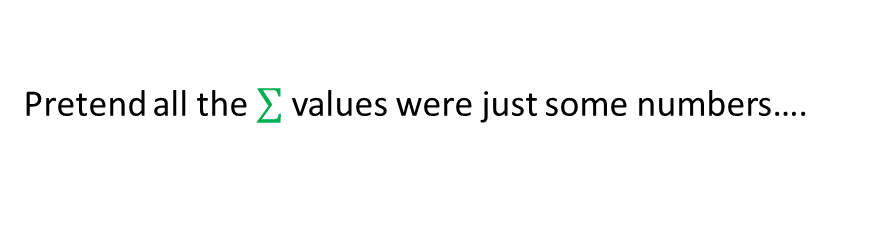 Pretend all the ∑ values were just some numbers….